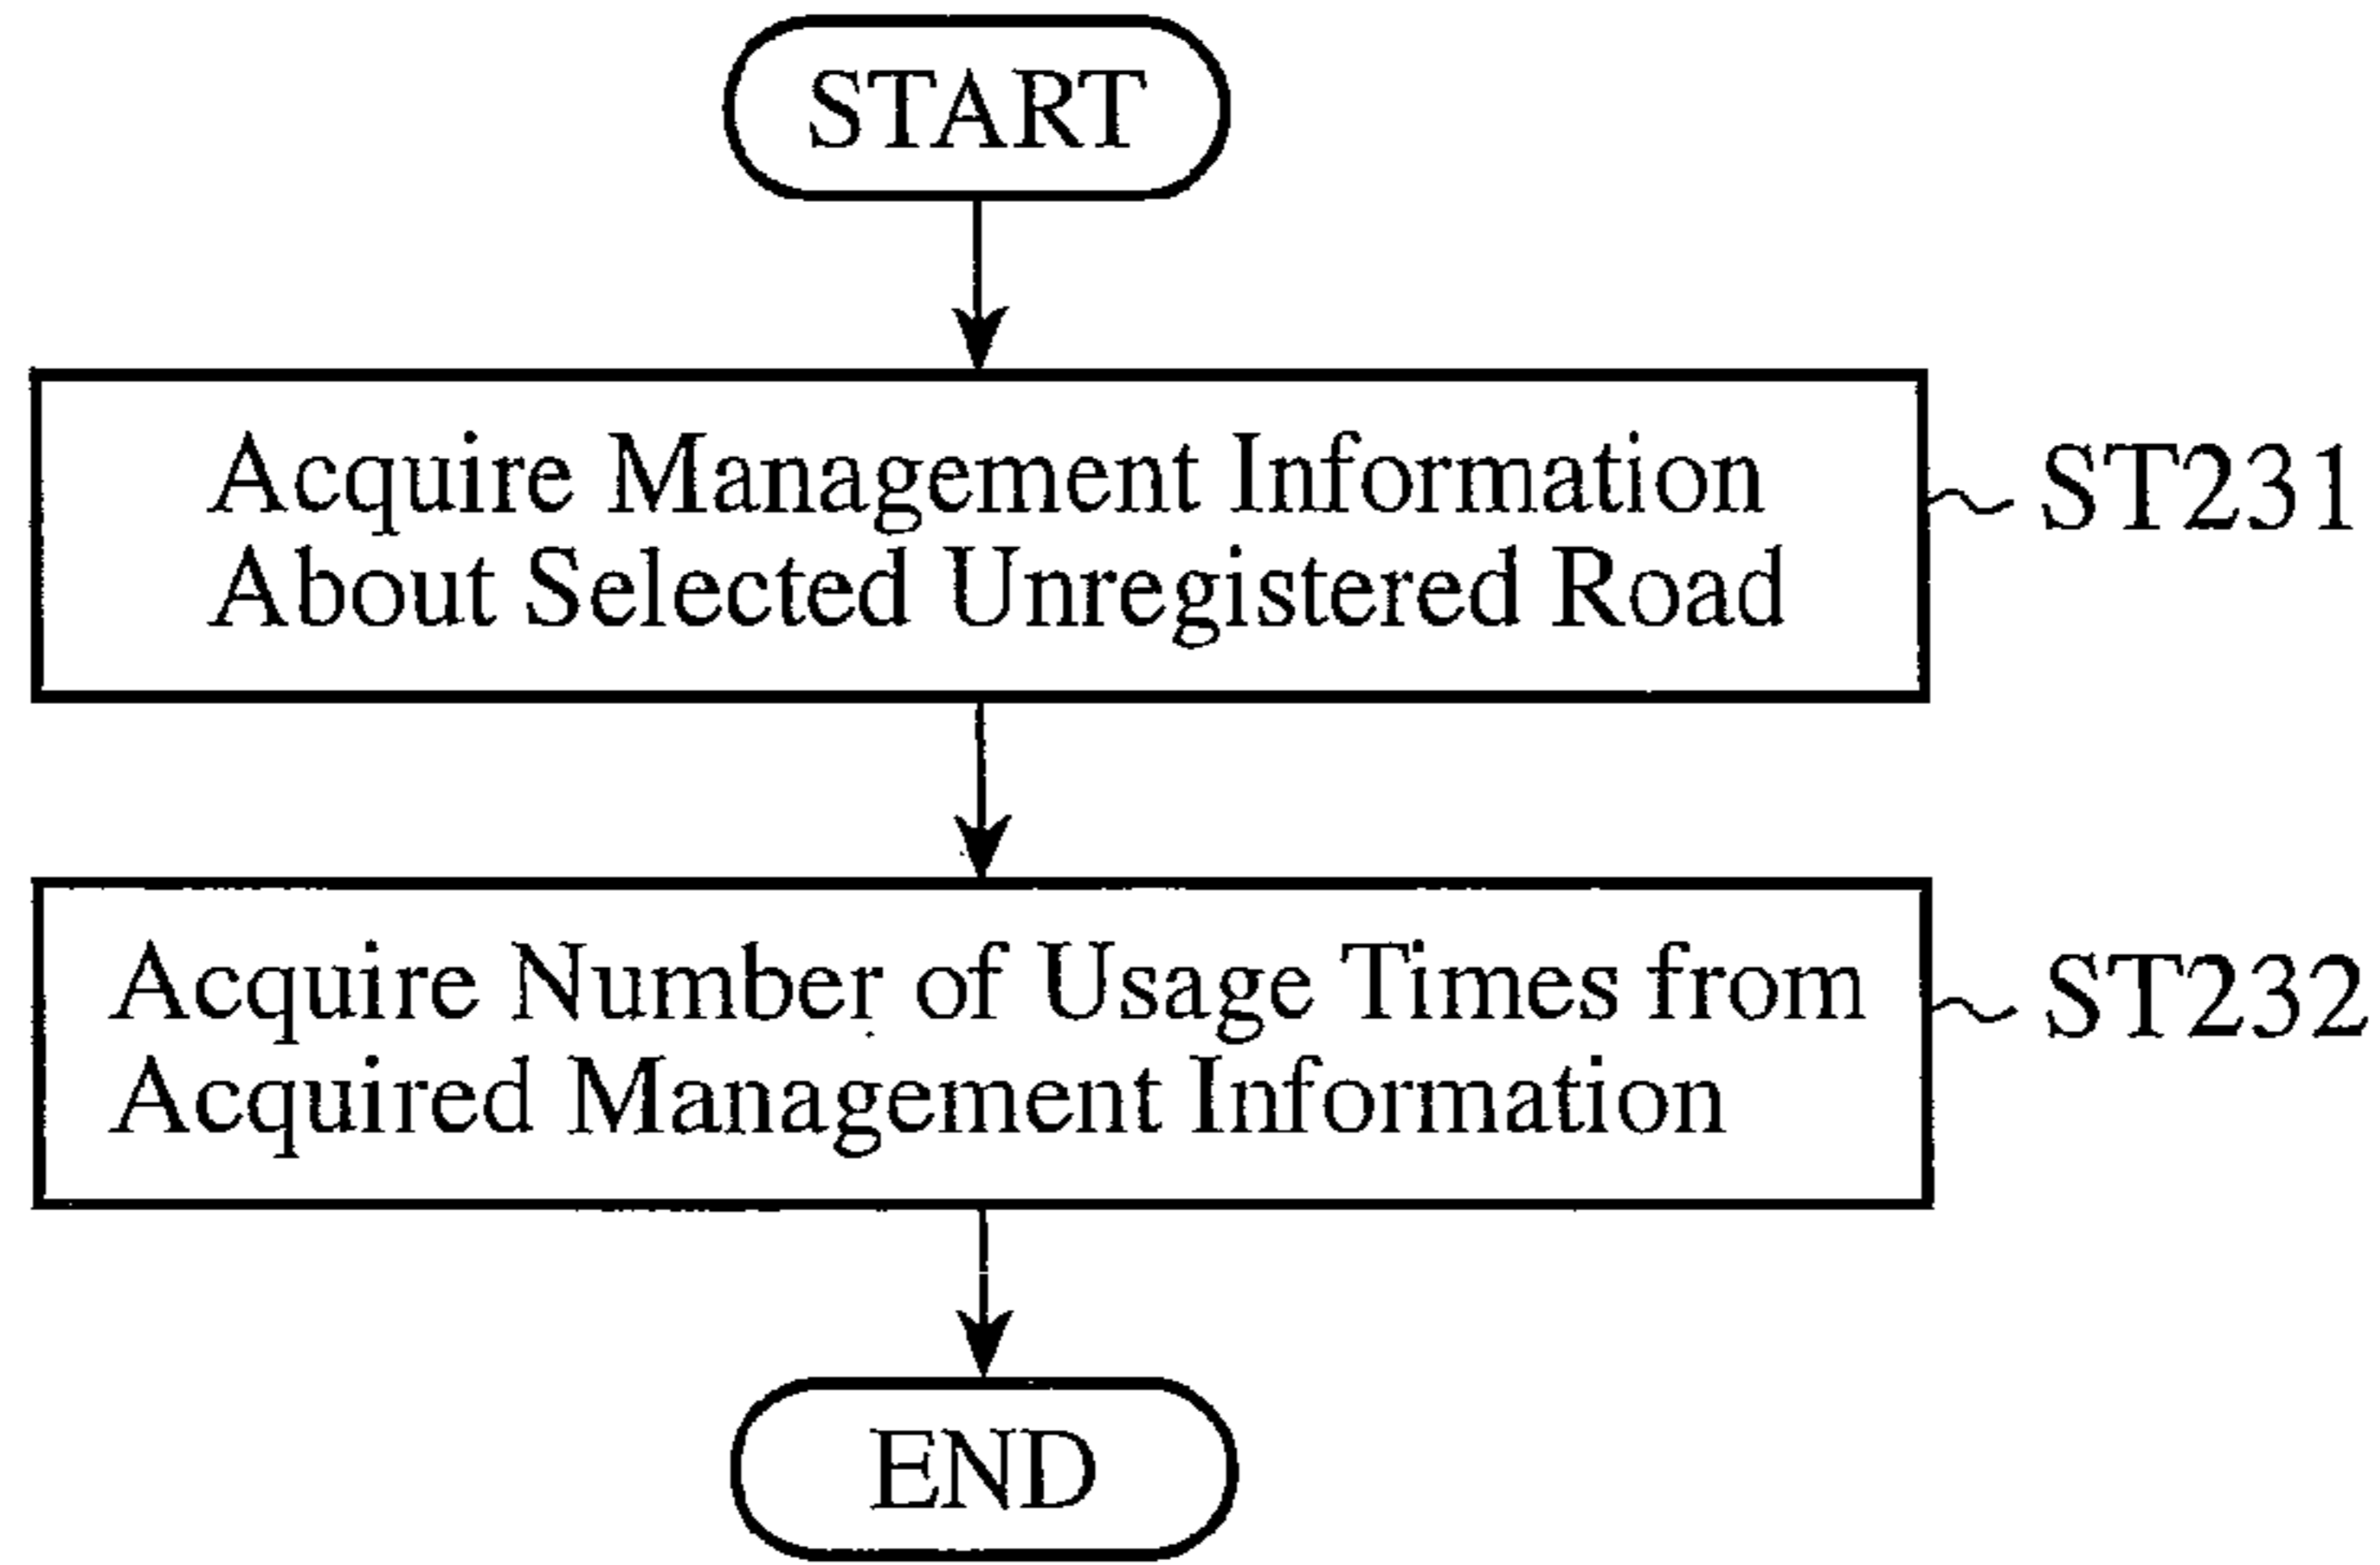 START
Acquire Management Information
About Selected Unregistered Road
ST231
Acquire Number of Usage Times from
Acquired Management Information
ST232
END